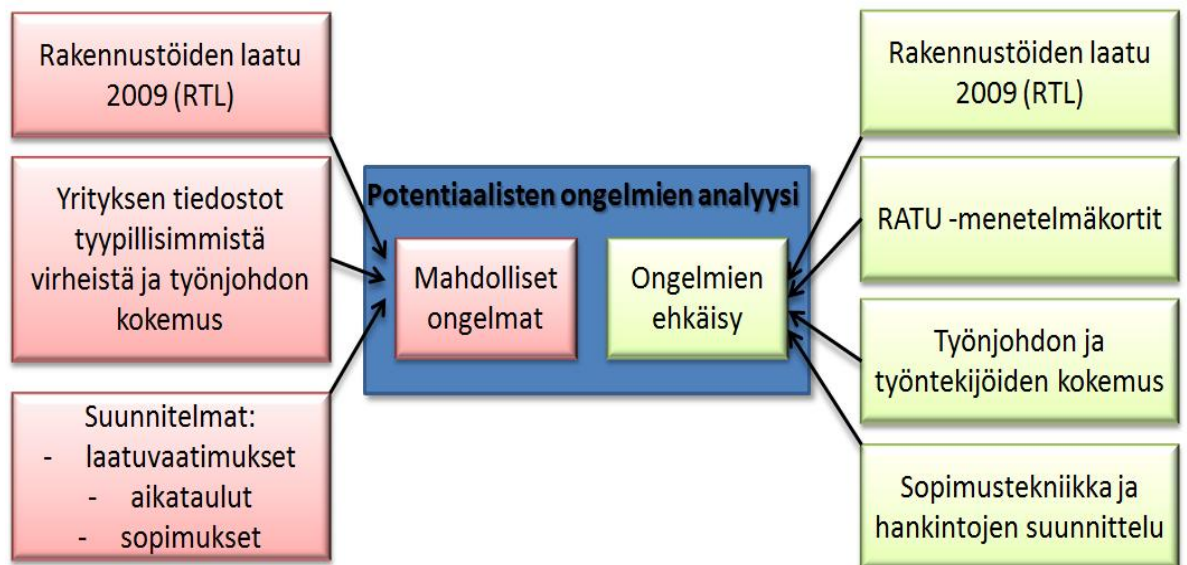 Rakennustöiden laatu
2009 (RTL)
Yrityksen tiedostot
tyypillisimmistä
virheistä ja työnjohdon
kokemus
Suunnitelmat:
- laatuvaatimukset
- aikataulut
- sopimukset
Potentiaalisten ongelmien analyysi
Mahdolliset
ongelmat
Ongelmien
ehkäisy
Rakennustöiden laatu
2009 (RTL)
RATU -menetelmäkortit
Työnjohdon ja
työntekijöiden kokemus
Sopimustekniikka ja
hankintojen suunnittelu